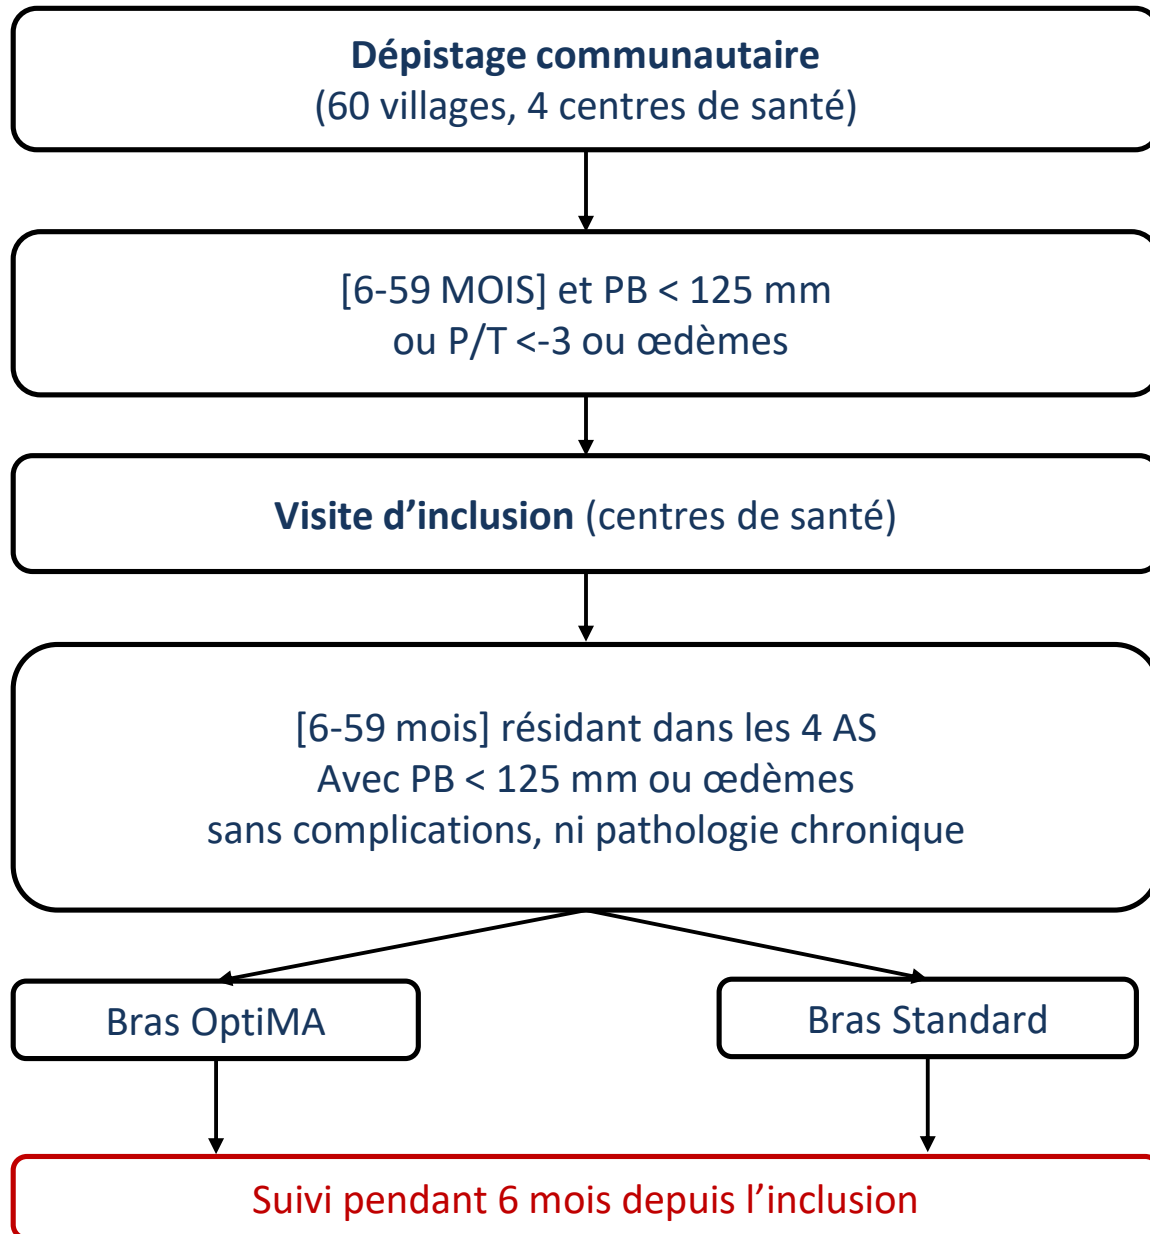 Dépistage communautaire
(60 villages, 4 centres de santé)
[6-59 MOIS] et PB < 125 mm
ou P/T <-3 ou œdèmes
Visite d’inclusion (centres de santé)
[6-59 mois] résidant dans les 4 AS
Avec PB < 125 mm ou œdèmes
sans complications, ni pathologie chronique
Bras OptiMA
Bras Standard
Suivi pendant 6 mois depuis l’inclusion